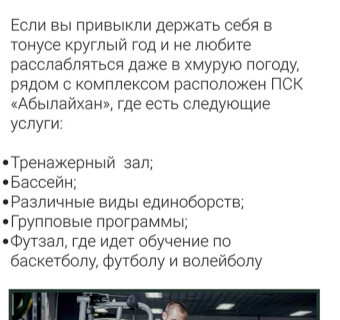 Если вы привыкли держать себя в
тонусе круглый год и не любите
расслабляться даже в хмурую погоду,
рядом с комплексом расположен ПСК
«Абылайхан», где есть следующие
услуги:
•Тренажерный зал;
•Бассейн;
•Различные виды единоборств;
•Групповые программы;
•Футзал, где идет обучение по
баскетболу, футболу и волейболу